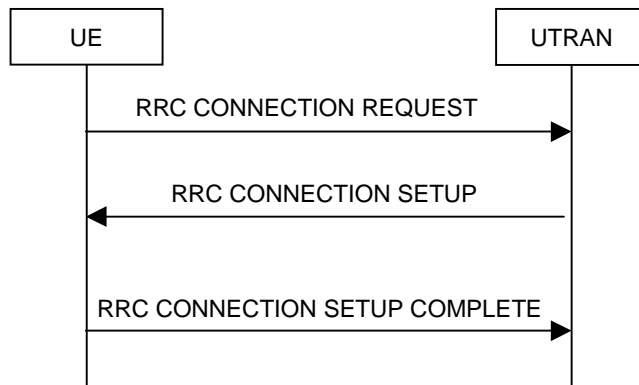 UE
UTRAN
RRC CONNECTION REQUEST
RRC CONNECTION SETUP
RRC CONNECTION SETUP COMPLETE